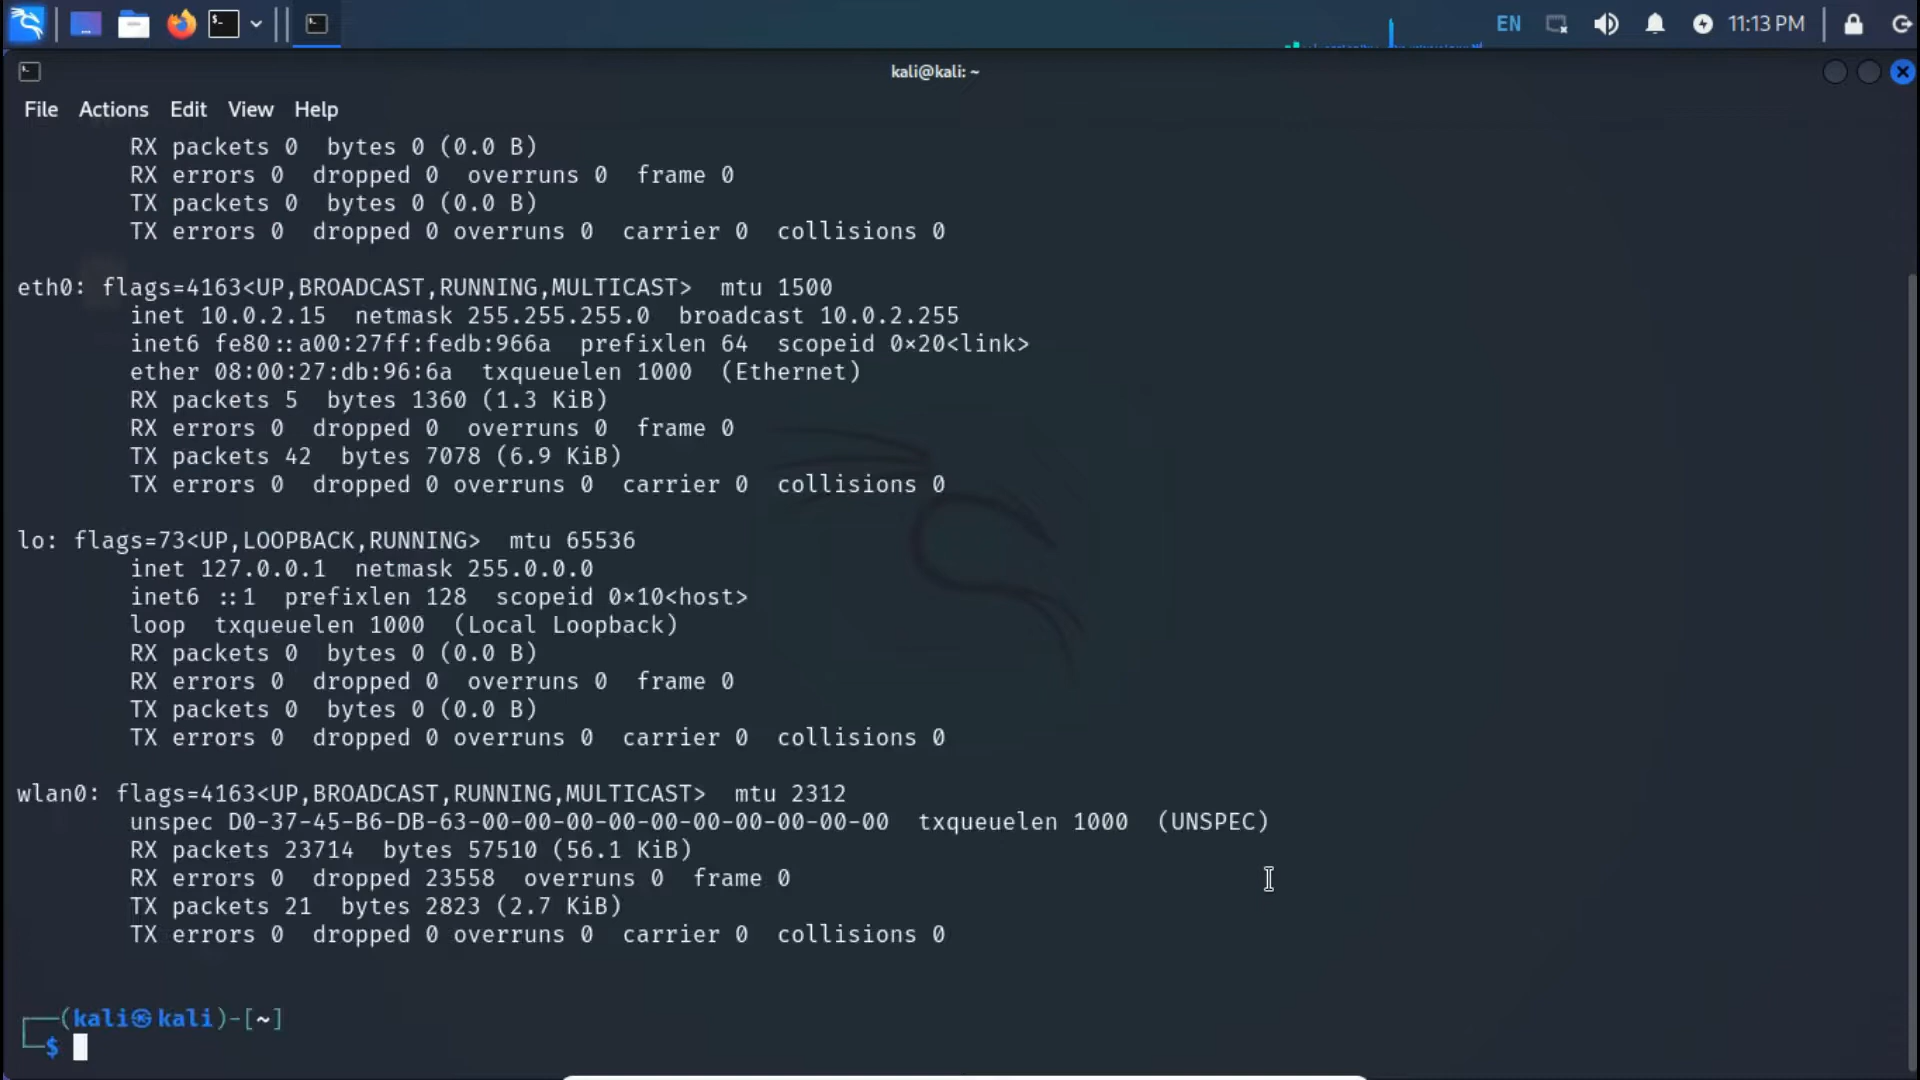 EN 11:13 PM
kali@kali: ~
File Actions Edit View Help
RX packets 0  bytes 0 (0.0 B)
RX errors 0  dropped 0  overruns 0  frame 0
TX packets 0  bytes 0 (0.0 B)
TX errors 0  dropped 0 overruns 0  carrier 0  collisions 0
eth0: flags=4163<UP,BROADCAST,RUNNING,MULTICAST>  mtu 1500
inet 10.0.2.15  netmask 255.255.255.0  broadcast 10.0.2.255
inet6 fe80::a00:27ff:fedb:966a  prefixlen 64  scopeid 0×20<link>
ether 08:00:27:db:96:6a  txqueuelen 1000  (Ethernet)
RX packets 5  bytes 1360 (1.3 KiB)
RX errors 0  dropped 0  overruns 0  frame 0
TX packets 42  bytes 7078 (6.9 KiB)
TX errors 0  dropped 0 overruns 0  carrier 0  collisions 0
lo: flags=73<UP,LOOPBACK,RUNNING>  mtu 65536
inet 127.0.0.1  netmask 255.0.0.0
inet6 ::1  prefixlen 128  scopeid 0×10<host>
loop  txqueuelen 1000  (Local Loopback)
RX packets 0  bytes 0 (0.0 B)
RX errors 0  dropped 0  overruns 0  frame 0
TX packets 0  bytes 0 (0.0 B)
TX errors 0  dropped 0 overruns 0  carrier 0  collisions 0
wlan0: flags=4163<UP,BROADCAST,RUNNING,MULTICAST>  mtu 2312
unspec D0-37-45-B6-DB-63-00-00-00-00-00-00-00-00-00-00  txqueuelen 1000  (UNSPEC)
RX packets 23714  bytes 57510 (56.1 KiB)
RX errors 0  dropped 23558  overruns 0  frame 0
TX packets 21  bytes 2823 (2.7 KiB)
TX errors 0  dropped 0 overruns 0  carrier 0  collisions 0
┌──(kali㉿kali)-[~]
└─$